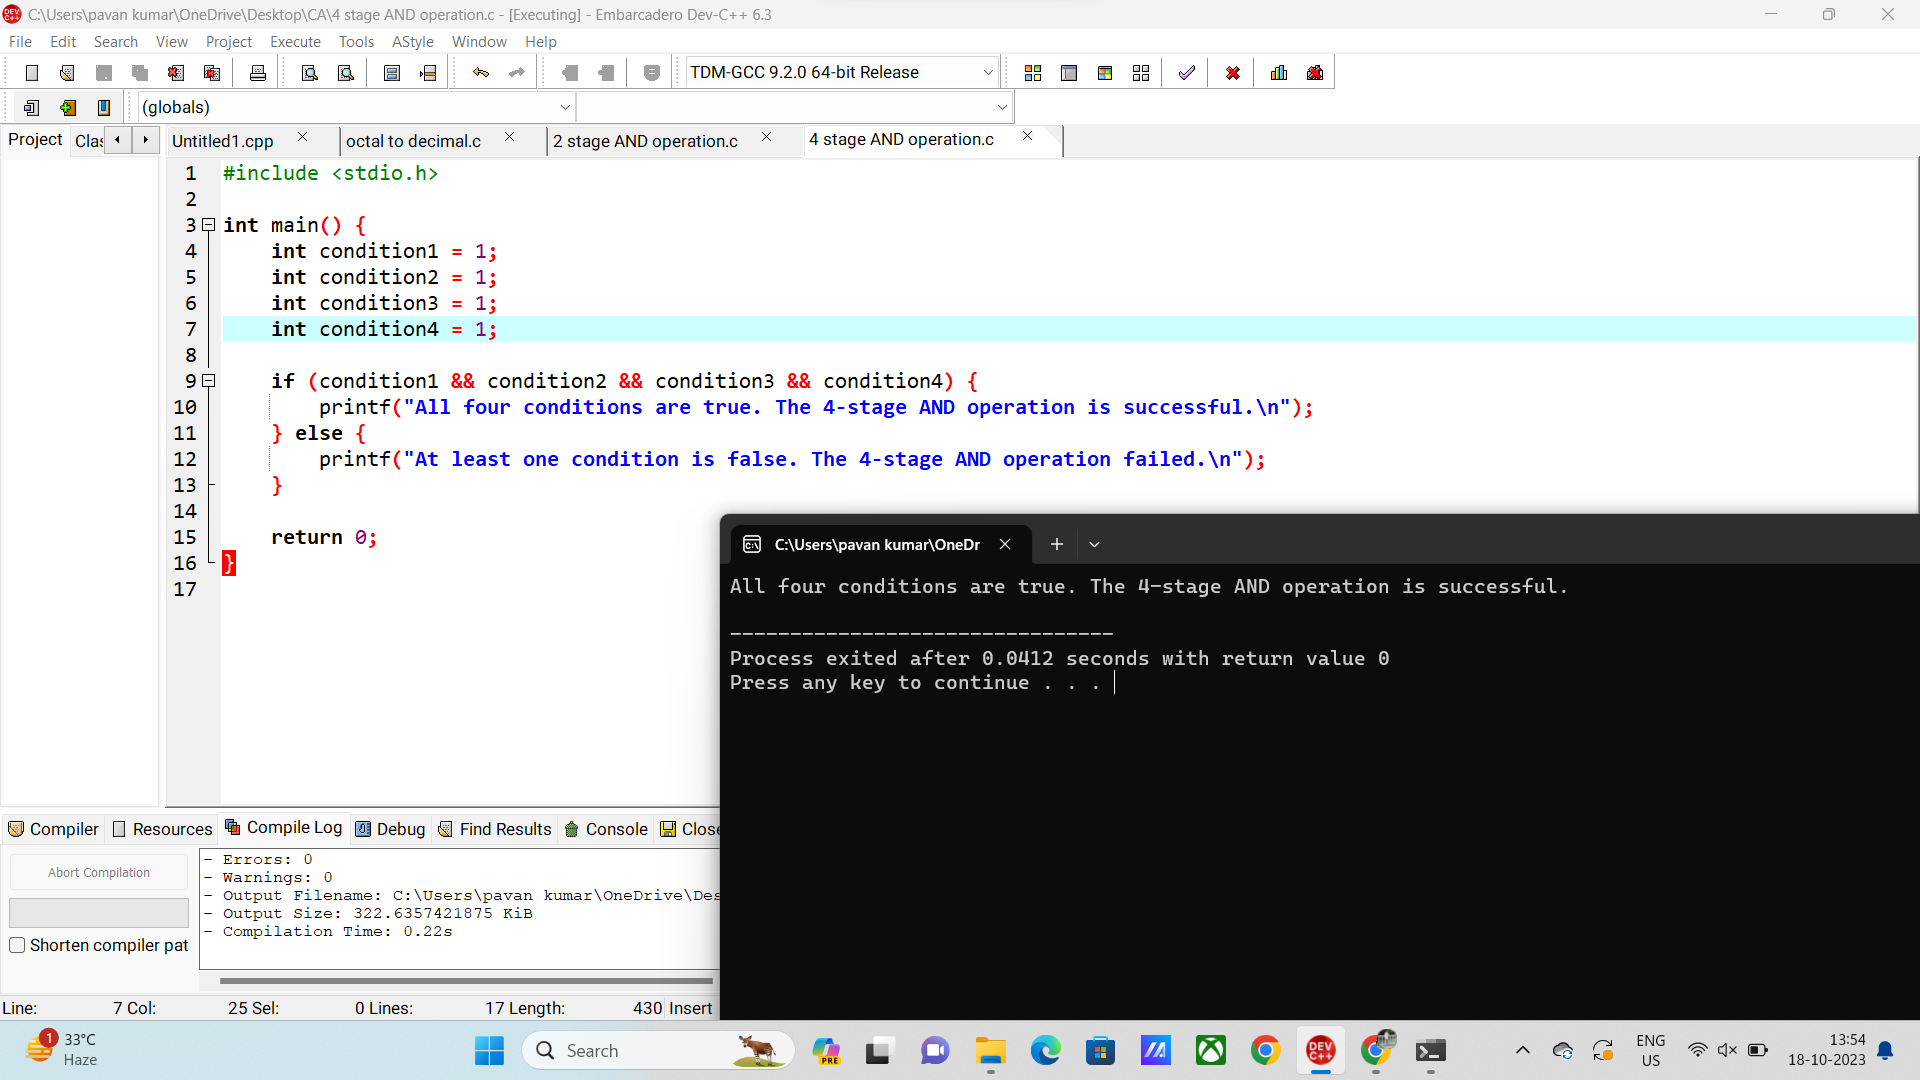 C:\Users\pavan kumar\OneDrive\Desktop\CA\4 stage AND operation.c - [Executing] - Embarcadero Dev-C++ 6.3
File Edit Search View Project Execute Tools AStyle Window Help
TDM-GCC 9.2.0 64-bit Release
(globals)
Project Clas Untitled1.cpp octal to decimal.c 2 stage AND operation.c 4 stage AND operation.c
1 #include <stdio.h>
2
3 int main() {
4 int condition1 = 1;
5 int condition2 = 1;
6 int condition3 = 1;
7 int condition4 = 1;
8
9 if (condition1 && condition2 && condition3 && condition4) {
10 printf("All four conditions are true. The 4-stage AND operation is successful.\n");
11 } else {
12 printf("At least one condition is false. The 4-stage AND operation failed.\n");
13 }
14
15 return 0;
16 }
17
C:\Users\pavan kumar\OneDr
All four conditions are true. The 4-stage AND operation is successful.
--------------------------------
Process exited after 0.0412 seconds with return value 0
Press any key to continue . . .
Compiler Resources Compile Log Debug Find Results Console Close
Abort Compilation
Shorten compiler pat
- Errors: 0
- Warnings: 0
- Output Filename: C:\Users\pavan kumar\OneDrive\Des
- Output Size: 322.6357421875 KiB
- Compilation Time: 0.22s
Line: 7 Col: 25 Sel: 0 Lines: 17 Length: 430 Insert
1 33°C
Haze
Search
PRE
DEV C++
ENG
US
13:54
18-10-2023